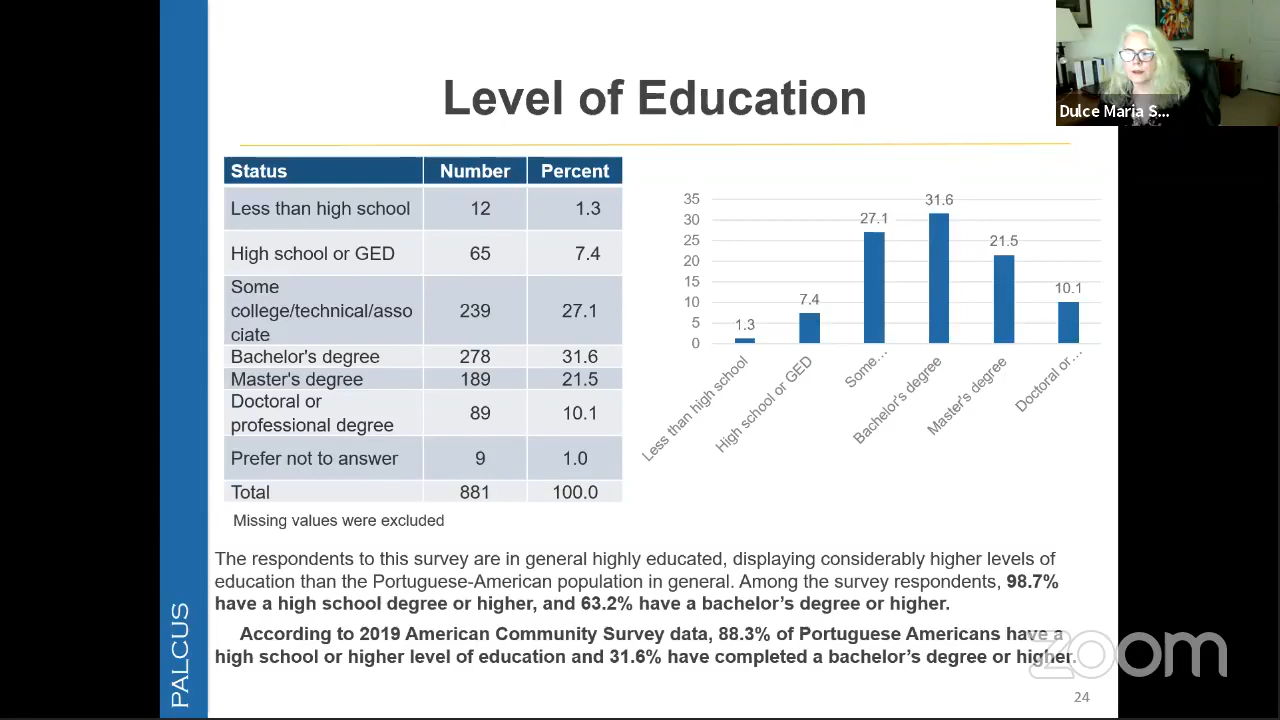 Level of Education
Dulce Maria S...
Status Number Percent
Less than high school 12 1.3
High school or GED 65 7.4
Some
college/technical/asso 239 27.1
ciate
Bachelor's degree 278 31.6
Master's degree 189 21.5
Doctoral or
professional degree 89 10.1
Prefer not to answer 9 1.0
Total 881 100.0
Missing values were excluded
35
30
25
20
15
10
5
0
1.3
7.4
27.1
31.6
21.5
10.1
Less than high school
High school or GED
Some...
Bachelor's degree
Master's degree
Doctoral or...
The respondents to this survey are in general highly educated, displaying considerably higher levels of
education than the Portuguese-American population in general. Among the survey respondents, 98.7%
have a high school degree or higher, and 63.2% have a bachelor's degree or higher.
According to 2019 American Community Survey data, 88.3% of Portuguese Americans have a
high school or higher level of education and 31.6% have completed a bachelor's degree or higher.
PALCUS
zoom
24